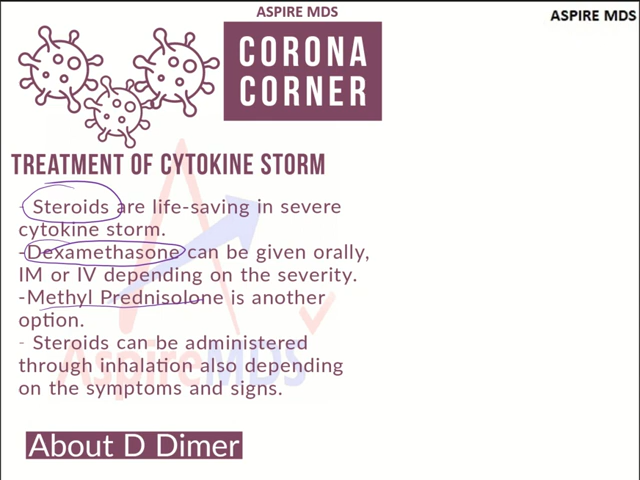 ASPIRE MDS
ASPIRE MDS
CORONA
CORNER
TREATMENT OF CYTOKINE STORM
- Steroids are life-saving in severe
cytokine storm.
-Dexamethasone can be given orally,
IM or IV depending on the severity.
-Methyl Prednisolone is another
option.
- Steroids can be administered
through inhalation also depending
on the symptoms and signs.
AspireMDS
About D Dimer